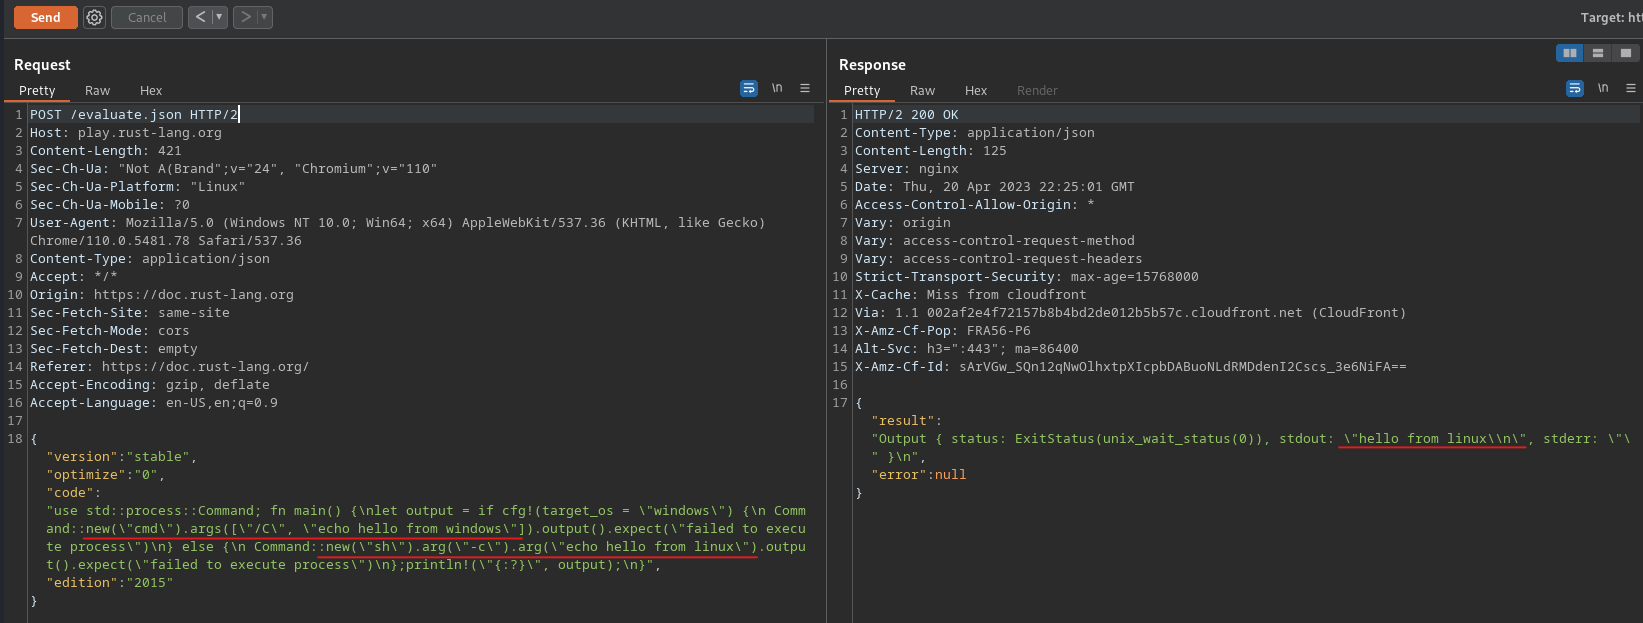 Send Cancel < > Target: htt
Request
Pretty Raw Hex \n
1 POST /evaluate.json HTTP/2
2 Host: play.rust-lang.org
3 Content-Length: 421
4 Sec-Ch-Ua: "Not A(Brand";v="24", "Chromium";v="110"
5 Sec-Ch-Ua-Platform: "Linux"
6 Sec-Ch-Ua-Mobile: ?0
7 User-Agent: Mozilla/5.0 (Windows NT 10.0; Win64; x64) AppleWebKit/537.36 (KHTML, like Gecko)
Chrome/110.0.5481.78 Safari/537.36
8 Content-Type: application/json
9 Accept: */*
10 Origin: https://doc.rust-lang.org
11 Sec-Fetch-Site: same-site
12 Sec-Fetch-Mode: cors
13 Sec-Fetch-Dest: empty
14 Referer: https://doc.rust-lang.org/
15 Accept-Encoding: gzip, deflate
16 Accept-Language: en-US,en;q=0.9
17
18 {
"version":"stable",
"optimize":"0",
"code":
"use std::process::Command; fn main() {\nlet output = if cfg!(target_os = \"windows\") {\n Comm
and::new(\"cmd\").args([\"/C\", \"echo hello from windows\"]).output().expect(\"failed to execu
te process\")\n} else {\n Command::new(\"sh\").arg(\"-c\").arg(\"echo hello from linux\").outpu
t().expect(\"failed to execute process\")\n};println!(\"{:?}\", output);\n}",
"edition":"2015"
}
Response
Pretty Raw Hex Render \n
1 HTTP/2 200 OK
2 Content-Type: application/json
3 Content-Length: 125
4 Server: nginx
5 Date: Thu, 20 Apr 2023 22:25:01 GMT
6 Access-Control-Allow-Origin: *
7 Vary: origin
8 Vary: access-control-request-method
9 Vary: access-control-request-headers
10 Strict-Transport-Security: max-age=15768000
11 X-Cache: Miss from cloudfront
12 Via: 1.1 002af2e4f72157b8b4bd2de012b5b57c.cloudfront.net (CloudFront)
13 X-Amz-Cf-Pop: FRA56-P6
14 Alt-Svc: h3=":443"; ma=86400
15 X-Amz-Cf-Id: sArVGw_SQn12qNwOlhxtpXIcpbDABuoNLdRMDdenI2Cscs_3e6NiFA==
16
17 {
"result":
"Output { status: ExitStatus(unix_wait_status(0)), stdout: \"hello from linux\\n\", stderr: \"\
" }\n",
"error":null
}